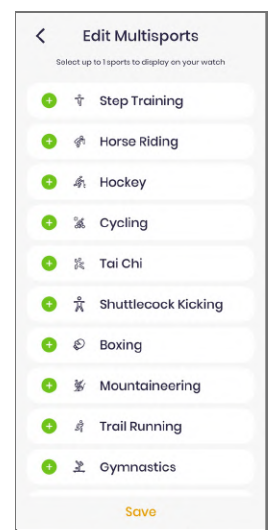 Edit Multisports
Select up to 1 sports to display on your watch
Step Training
Horse Riding
Hockey
Cycling
Tai Chi
Shuttlecock Kicking
Boxing
Mountaineering
Trail Running
Gymnastics
Save